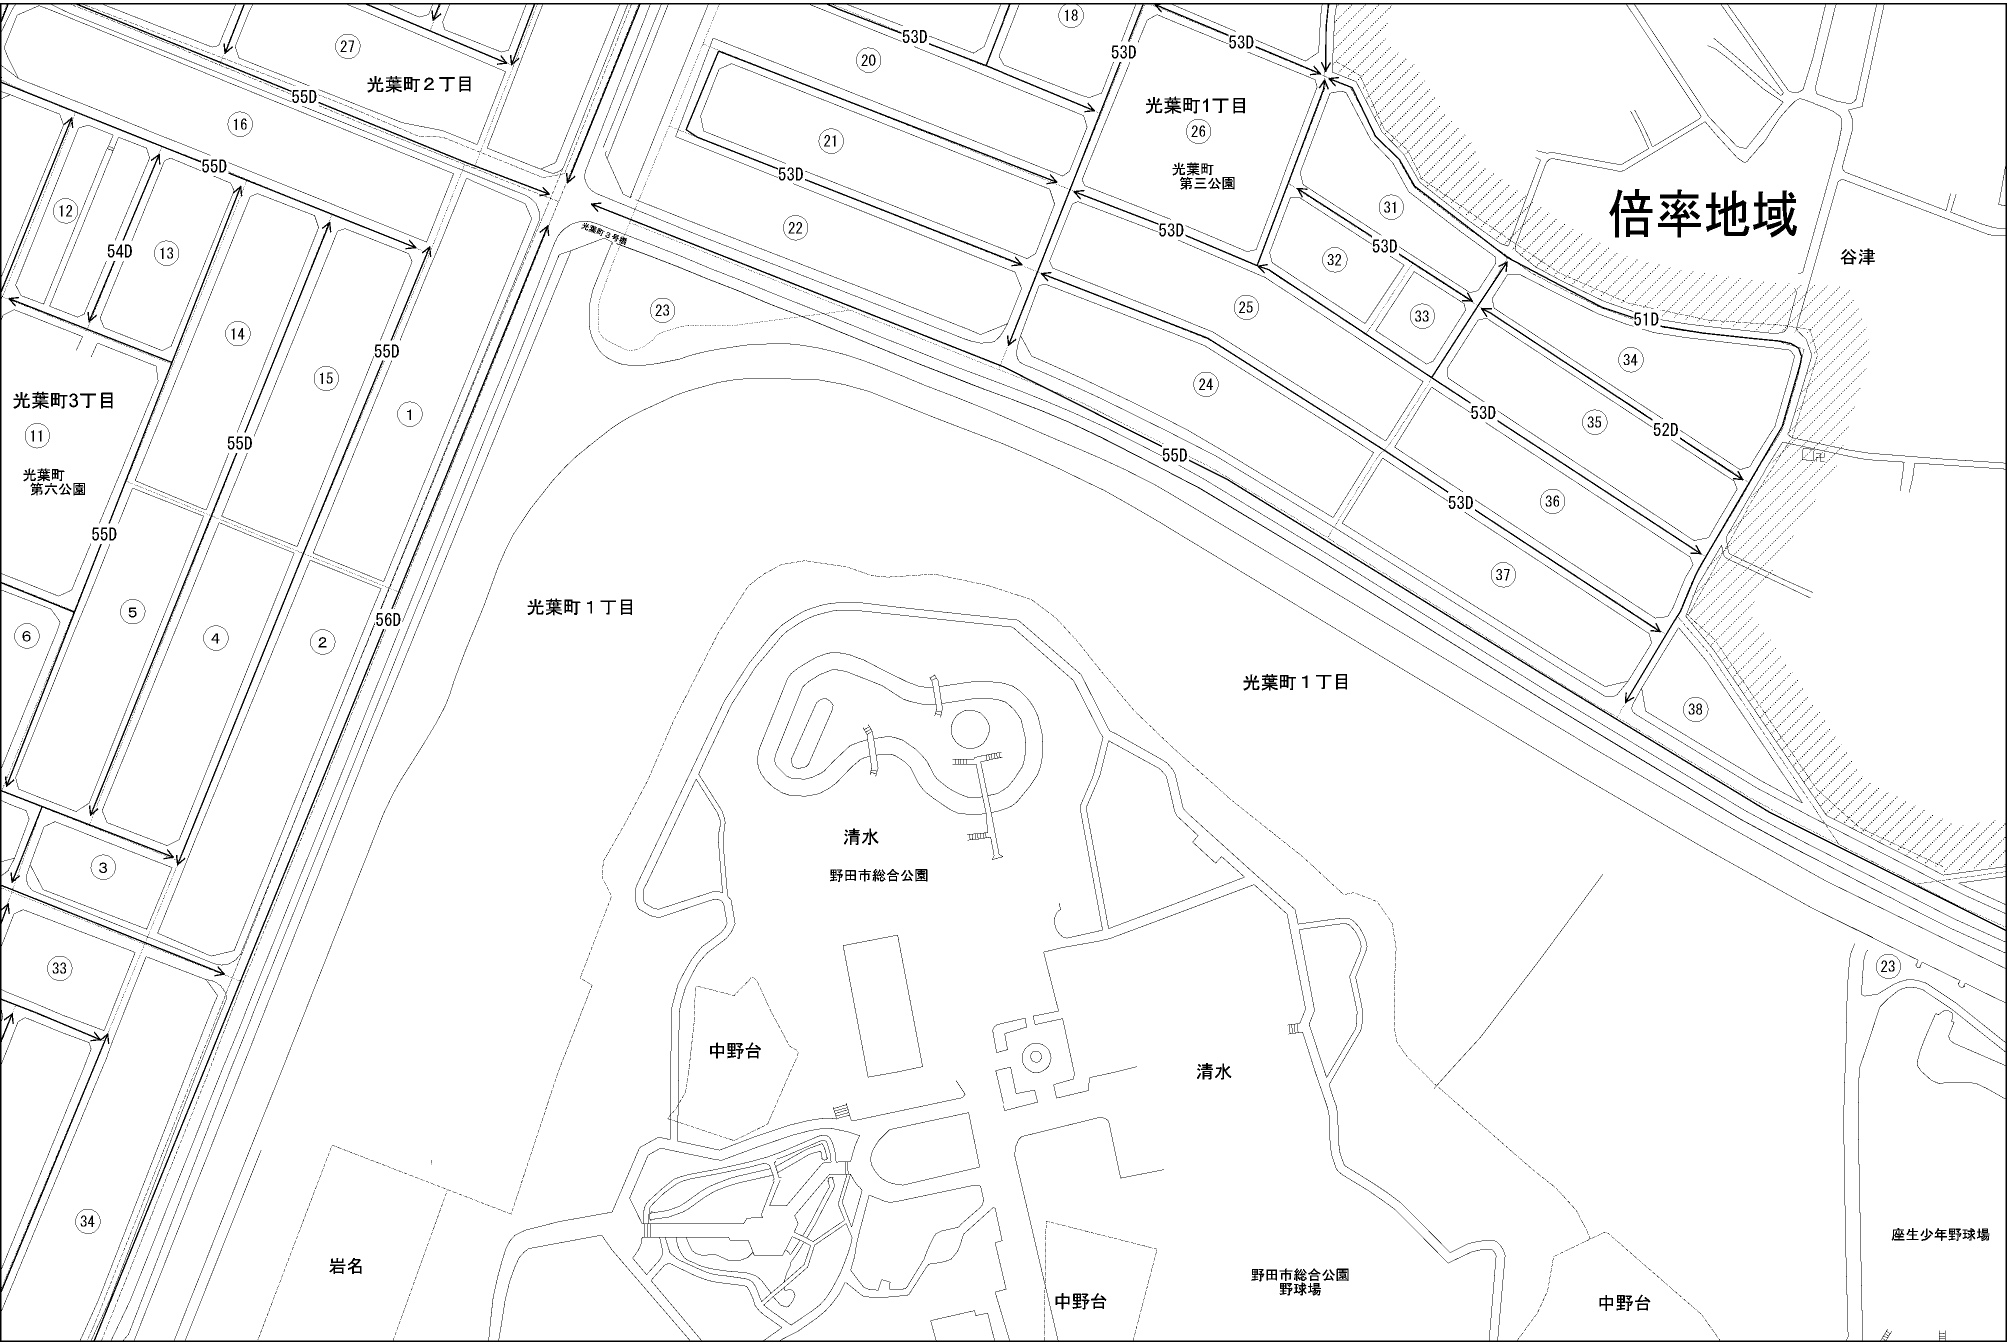 18
27
53D
53D
53D
光葉町２丁目
20
55D
光葉町1丁目
26
16
21
55D
53D
光葉町
第三公園
12
31
倍率地域
54D
13
22
53D
光葉町３号橋
53D
32
谷津
25
23
33
51D
14
55D
34
15
24
光葉町3丁目
1
53D
35
52D
11
55D
55D
卍
光葉町
第六公園
36
53D
55D
37
5
56D
光葉町１丁目
6
4
2
光葉町１丁目
38
清水
3
野田市総合公園
33
23
中野台
清水
34
座生少年野球場
岩名
野田市総合公園
野球場
中野台
中野台